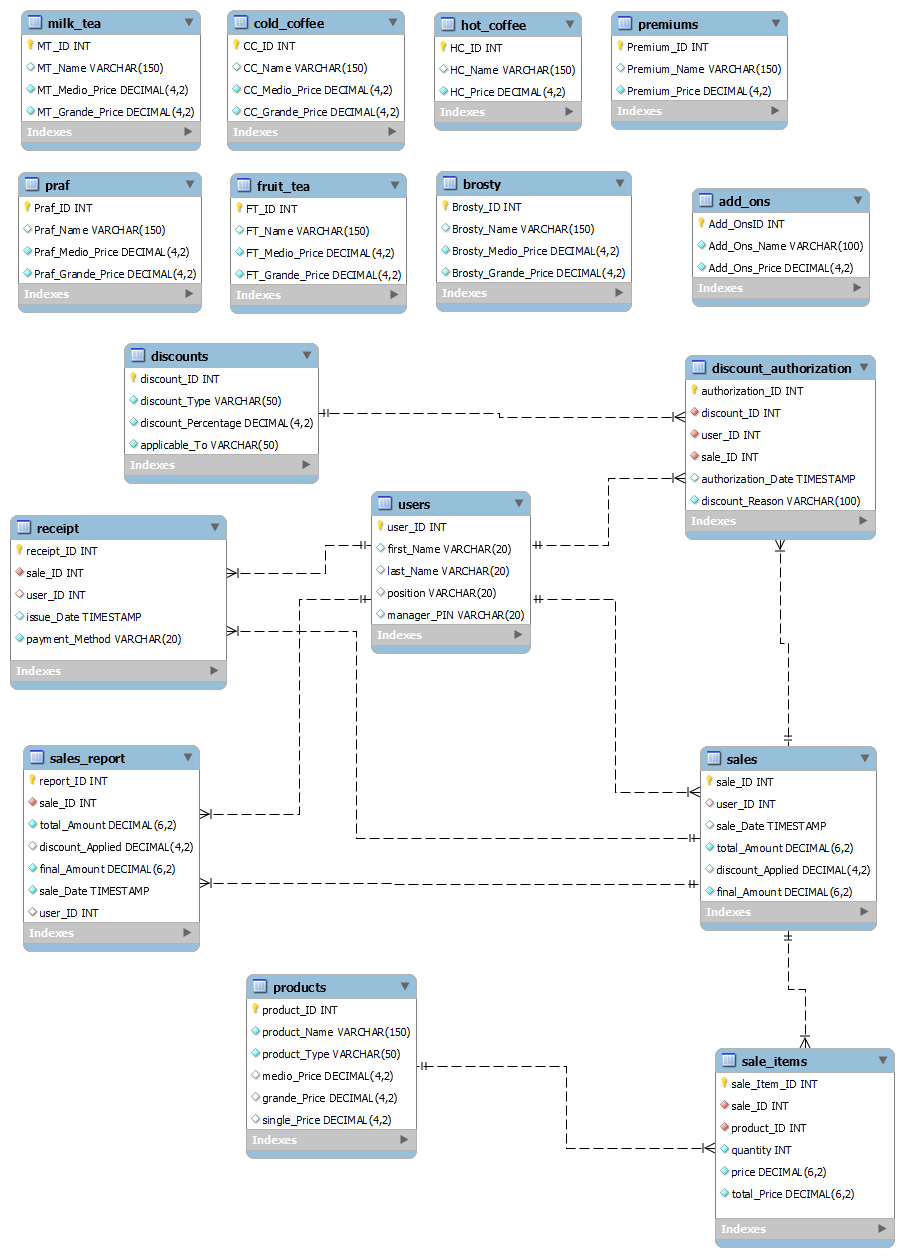 milk_tea
MT_ID INT
MT_Name VARCHAR(150)
MT_Medio_Price DECIMAL(4,2)
MT_Grande_Price DECIMAL(4,2)
Indexes
cold_coffee
CC_ID INT
CC_Name VARCHAR(150)
CC_Medio_Price DECIMAL(4,2)
CC_Grande_Price DECIMAL(4,2)
Indexes
hot_coffee
HC_ID INT
HC_Name VARCHAR(150)
HC_Price DECIMAL(4,2)
Indexes
premiums
Premium_ID INT
Premium_Name VARCHAR(150)
Premium_Price DECIMAL(4,2)
Indexes
praf
Praf_ID INT
Praf_Name VARCHAR(150)
Praf_Medio_Price DECIMAL(4,2)
Praf_Grande_Price DECIMAL(4,2)
Indexes
fruit_tea
FT_ID INT
FT_Name VARCHAR(150)
FT_Medio_Price DECIMAL(4,2)
FT_Grande_Price DECIMAL(4,2)
Indexes
brosty
Brosty_ID INT
Brosty_Name VARCHAR(150)
Brosty_Medio_Price DECIMAL(4,2)
Brosty_Grande_Price DECIMAL(4,2)
Indexes
add_ons
Add_OnsID INT
Add_Ons_Name VARCHAR(100)
Add_Ons_Price DECIMAL(4,2)
Indexes
discounts
discount_ID INT
discount_Type VARCHAR(50)
discount_Percentage DECIMAL(4,2)
applicable_To VARCHAR(50)
Indexes
discount_authorization
authorization_ID INT
discount_ID INT
user_ID INT
sale_ID INT
authorization_Date TIMESTAMP
discount_Reason VARCHAR(100)
Indexes
users
user_ID INT
first_Name VARCHAR(20)
last_Name VARCHAR(20)
position VARCHAR(20)
manager_PIN VARCHAR(20)
Indexes
receipt
receipt_ID INT
sale_ID INT
user_ID INT
issue_Date TIMESTAMP
payment_Method VARCHAR(20)
Indexes
sales_report
report_ID INT
sale_ID INT
total_Amount DECIMAL(6,2)
discount_Applied DECIMAL(4,2)
final_Amount DECIMAL(6,2)
sale_Date TIMESTAMP
user_ID INT
Indexes
sales
sale_ID INT
user_ID INT
sale_Date TIMESTAMP
total_Amount DECIMAL(6,2)
discount_Applied DECIMAL(4,2)
final_Amount DECIMAL(6,2)
Indexes
products
product_ID INT
product_Name VARCHAR(150)
product_Type VARCHAR(50)
medio_Price DECIMAL(4,2)
grande_Price DECIMAL(4,2)
single_Price DECIMAL(4,2)
Indexes
sale_items
sale_Item_ID INT
sale_ID INT
product_ID INT
quantity INT
price DECIMAL(6,2)
total_Price DECIMAL(6,2)
Indexes